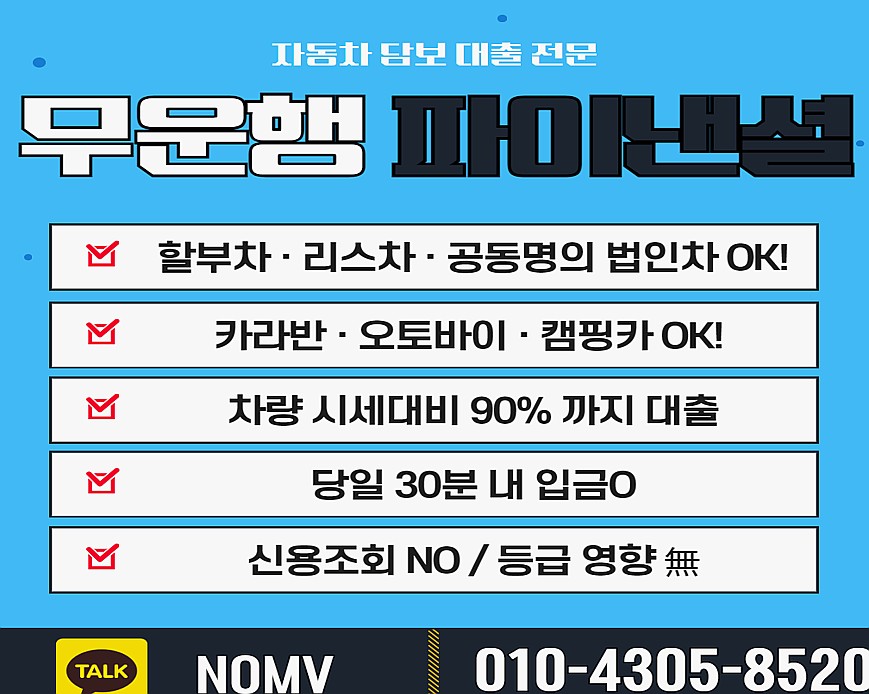 자동차 담보 대출 전문
무운행 파이낸셜
할부차 · 리스차 · 공동명의 법인차 OK!
카라반 · 오토바이 · 캠핑카 OK!
차량 시세대비 90% 까지 대출
당일 30분 내 입금O
신용조회 NO / 등급 영향 無
TALK NOMV 010-4305-8520